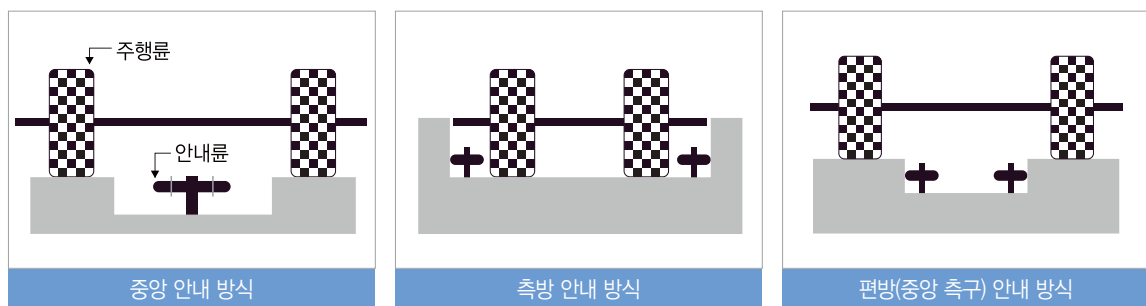 주행륜
안내륜
중앙 안내 방식
측방 안내 방식
편방(중앙 측구) 안내 방식